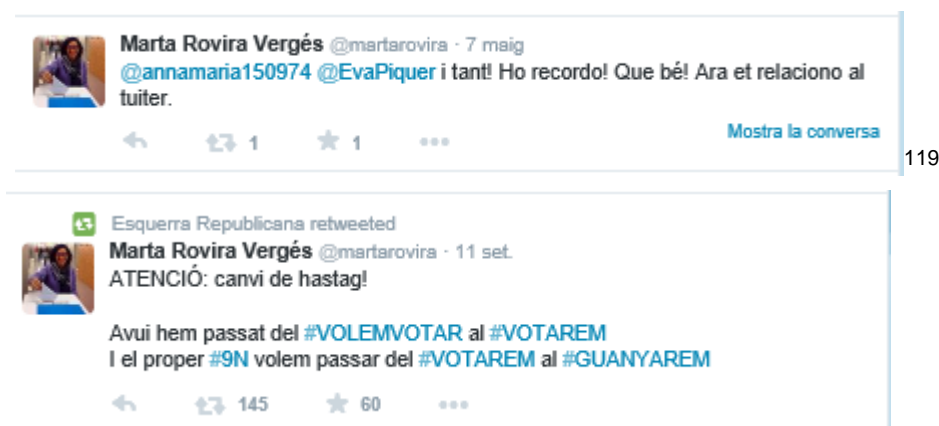 Marta Rovira Vergés @martarovira · 7 maig
@annamaria150974 @EvaPiquer i tant! Ho recordo! Que bé! Ara et relaciono al
tuiter.
1 1 Mostra la conversa
119
Esquerra Republicana retweeted
Marta Rovira Vergés @martarovira · 11 set.
ATENCIÓ: canvi de hastag!
Avui hem passat del #VOLEMVOTAR al #VOTAREM
I el proper #9N volem passar del #VOTAREM al #GUANYAREM
145 60